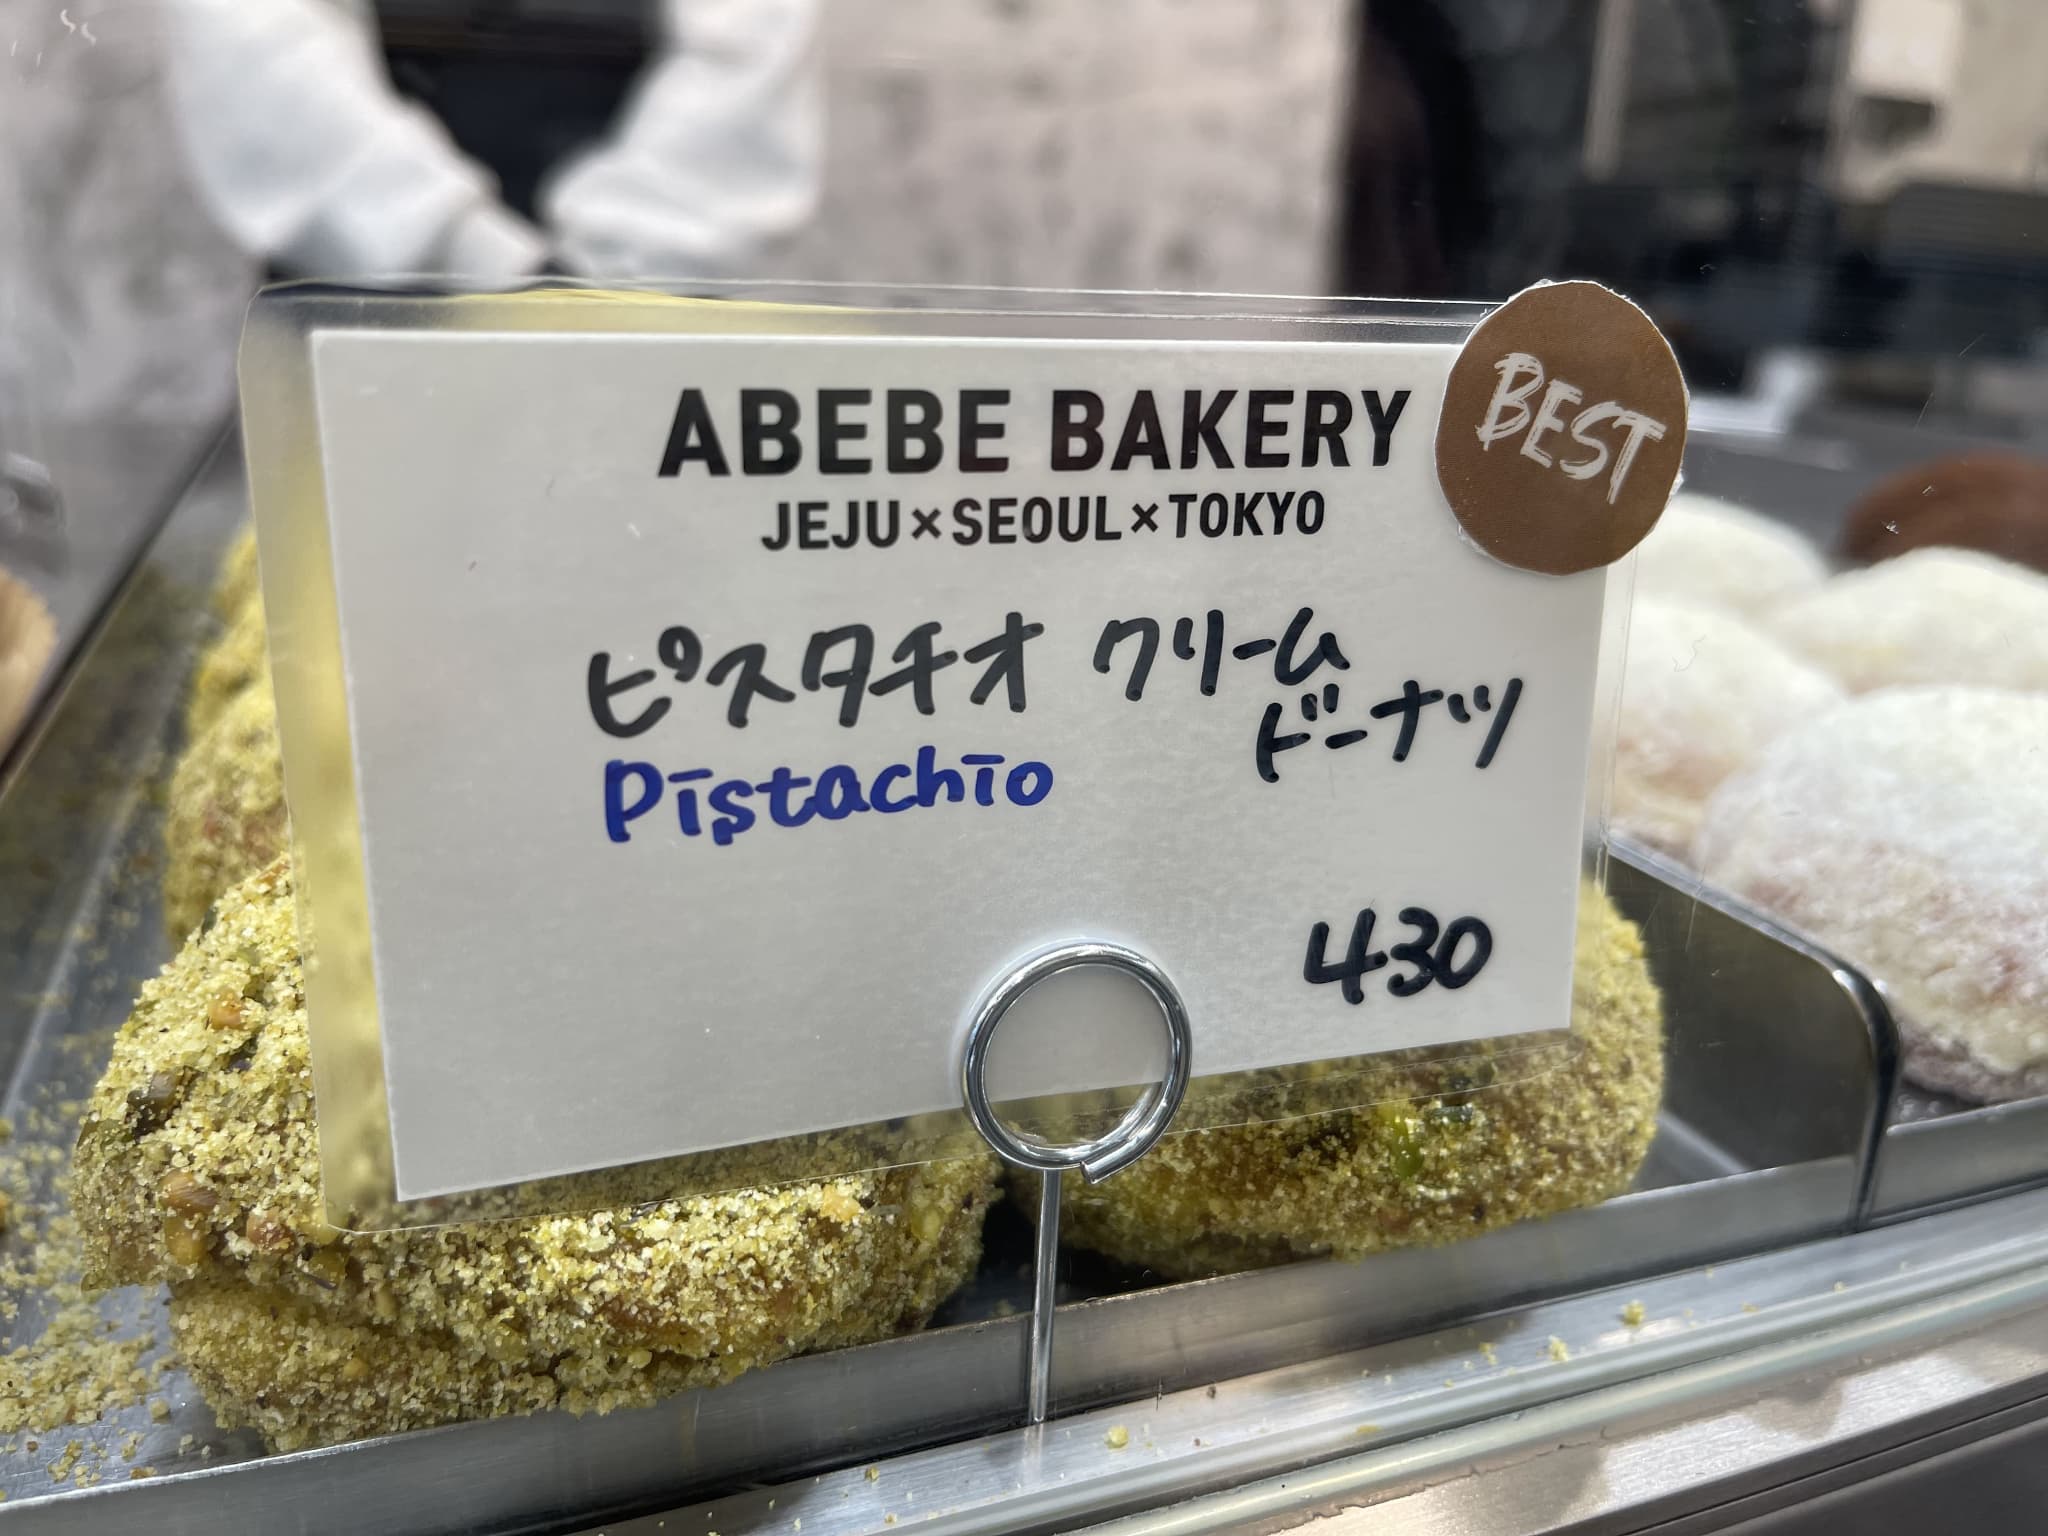 ABEBE BAKERY
JEJU×SEOUL×TOKYO
BEST
ピスタチオ クリーム
ドーナツ
Pistachio
430